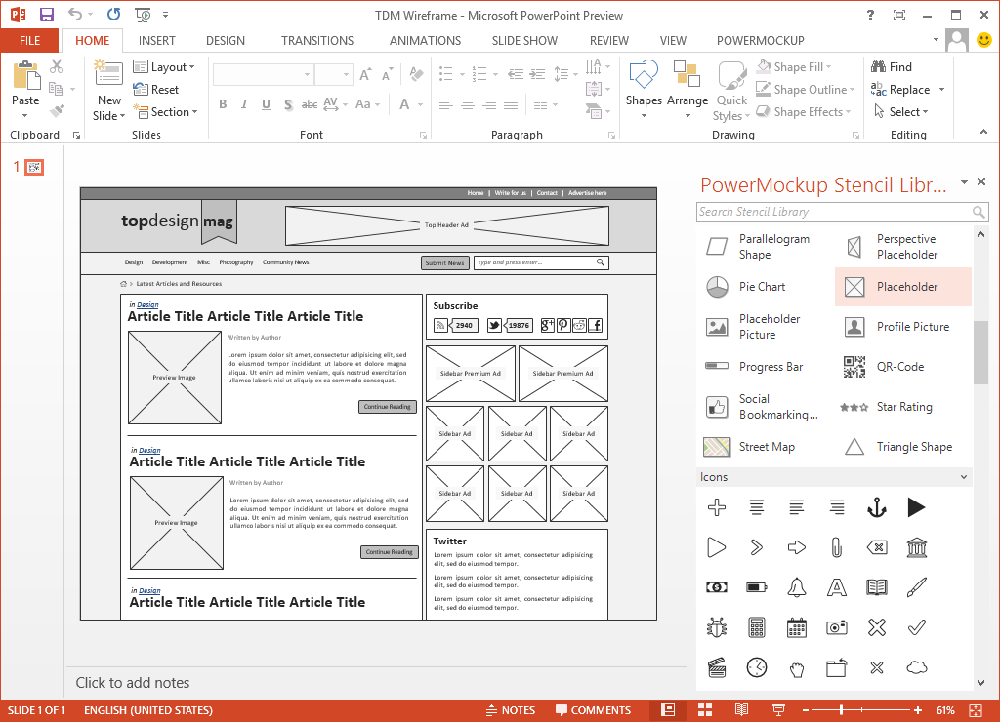 TDM Wireframe - Microsoft PowerPoint Preview
FILE HOME INSERT DESIGN TRANSITIONS ANIMATIONS SLIDE SHOW REVIEW VIEW POWERMOCKUP
Paste
Clipboard
New Slide
Layout
Reset
Section
Slides
B I U S abc AV Aa A
Font
Paragraph
Shapes
Arrange
Quick Styles
Shape Fill
Shape Outline
Shape Effects
Drawing
Find
Replace
Select
Editing
1
Home | Write for us | Contact | Advertise here
topdesign mag
Top Header Ad
Design Development Misc Photography Community News
Submit News
type and press enter...
> Latest Articles and Resources
in Design
Article Title Article Title Article Title
Preview Image
Written by Author
Lorem ipsum dolor sit amet, consectetur adipisicing elit, sed
do eiusmod tempor incididunt ut labore et dolore magna
aliqua. Ut enim ad minim veniam, quis nostrud exercitation
ullamco laboris nisi ut aliquip ex ea commodo consequat.
Continue Reading
in Design
Article Title Article Title Article Title
Preview Image
Written by Author
Lorem ipsum dolor sit amet, consectetur adipisicing elit, sed
do eiusmod tempor incididunt ut labore et dolore magna
aliqua. Ut enim ad minim veniam, quis nostrud exercitation
ullamco laboris nisi ut aliquip ex ea commodo consequat.
Continue Reading
in Design
Article Title Article Title Article Title
Subscribe
2940 19876
Sidebar Premium Ad Sidebar Premium Ad
Sidebar Ad Sidebar Ad Sidebar Ad
Sidebar Ad Sidebar Ad Sidebar Ad
Twitter
Lorem ipsum dolor sit amet, consectetur adipisicing
elit, sed do eiusmod tempor.
Lorem ipsum dolor sit amet, consectetur adipisicing
elit, sed do eiusmod tempor.
Lorem ipsum dolor sit amet, consectetur adipisicing
elit, sed do eiusmod tempor.
PowerMockup Stencil Libr...
Search Stencil Library
Parallelogram Shape
Perspective Placeholder
Pie Chart
Placeholder
Placeholder Picture
Profile Picture
Progress Bar
QR-Code
Social Bookmarking...
Star Rating
Street Map
Triangle Shape
Icons
Click to add notes
SLIDE 1 OF 1 ENGLISH (UNITED STATES) NOTES COMMENTS 61%